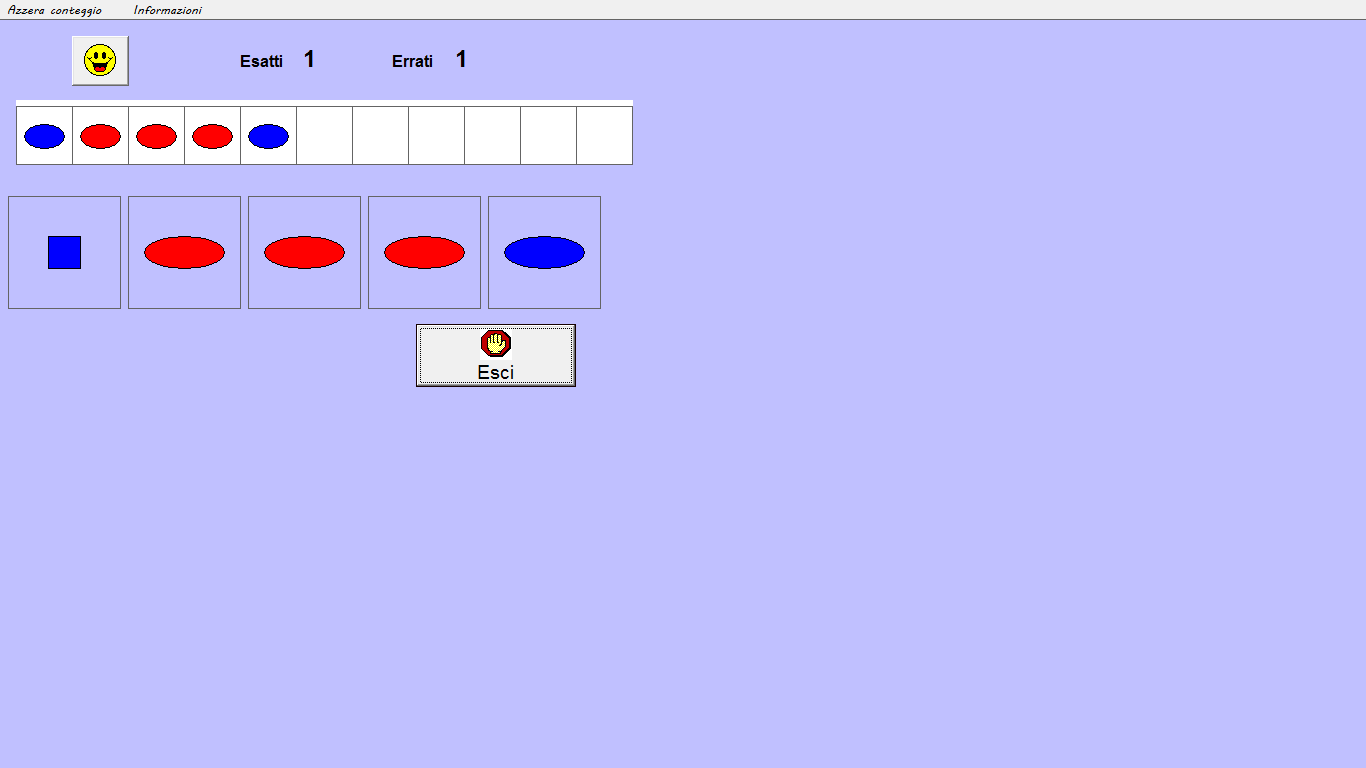 Azzera conteggio Informazioni
Esatti 1 Errati 1
Esci